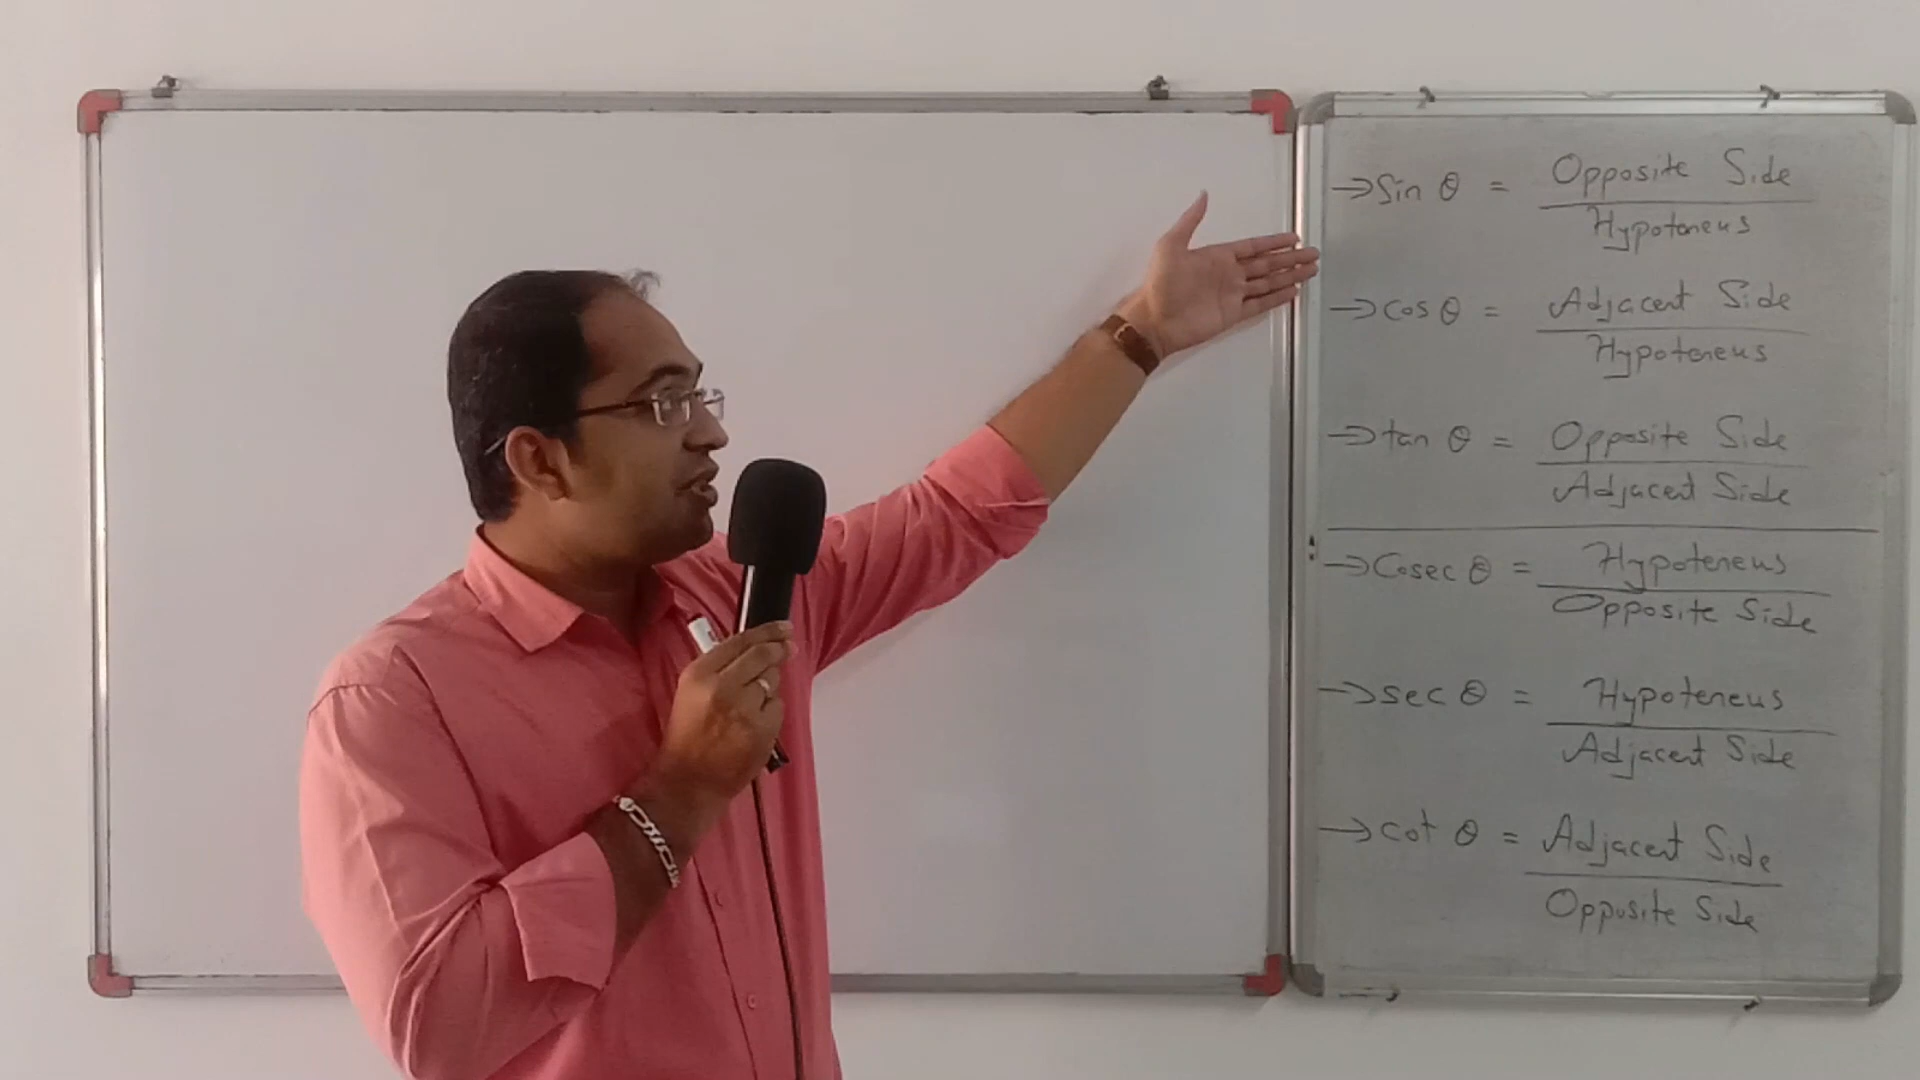 → Sin θ = Opposite Side
Hypoteneus
→ cos θ = Adjacent Side
Hypoteneus
→ tan θ = Opposite Side
Adjacent Side
→ Cosec θ = Hypoteneus
Opposite Side
→ sec θ = Hypoteneus
Adjacent Side
→ cot θ = Adjacent Side
Opposite Side